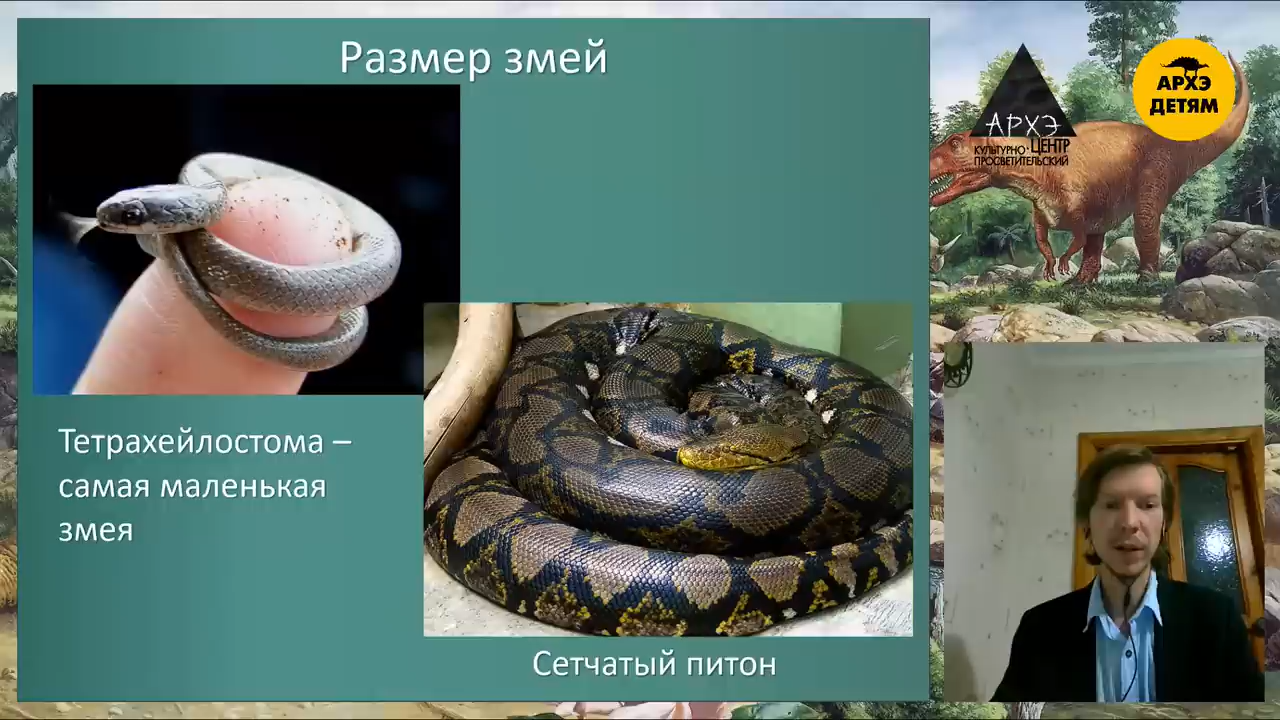 Размер змей
АРХЭ
КУЛЬТУРНО-ЦЕНТР
ПРОСВЕТИТЕЛЬСКИЙ
АРХЭ
ДЕТЯМ
Тетрахейлостома –
самая маленькая
змея
Сетчатый питон